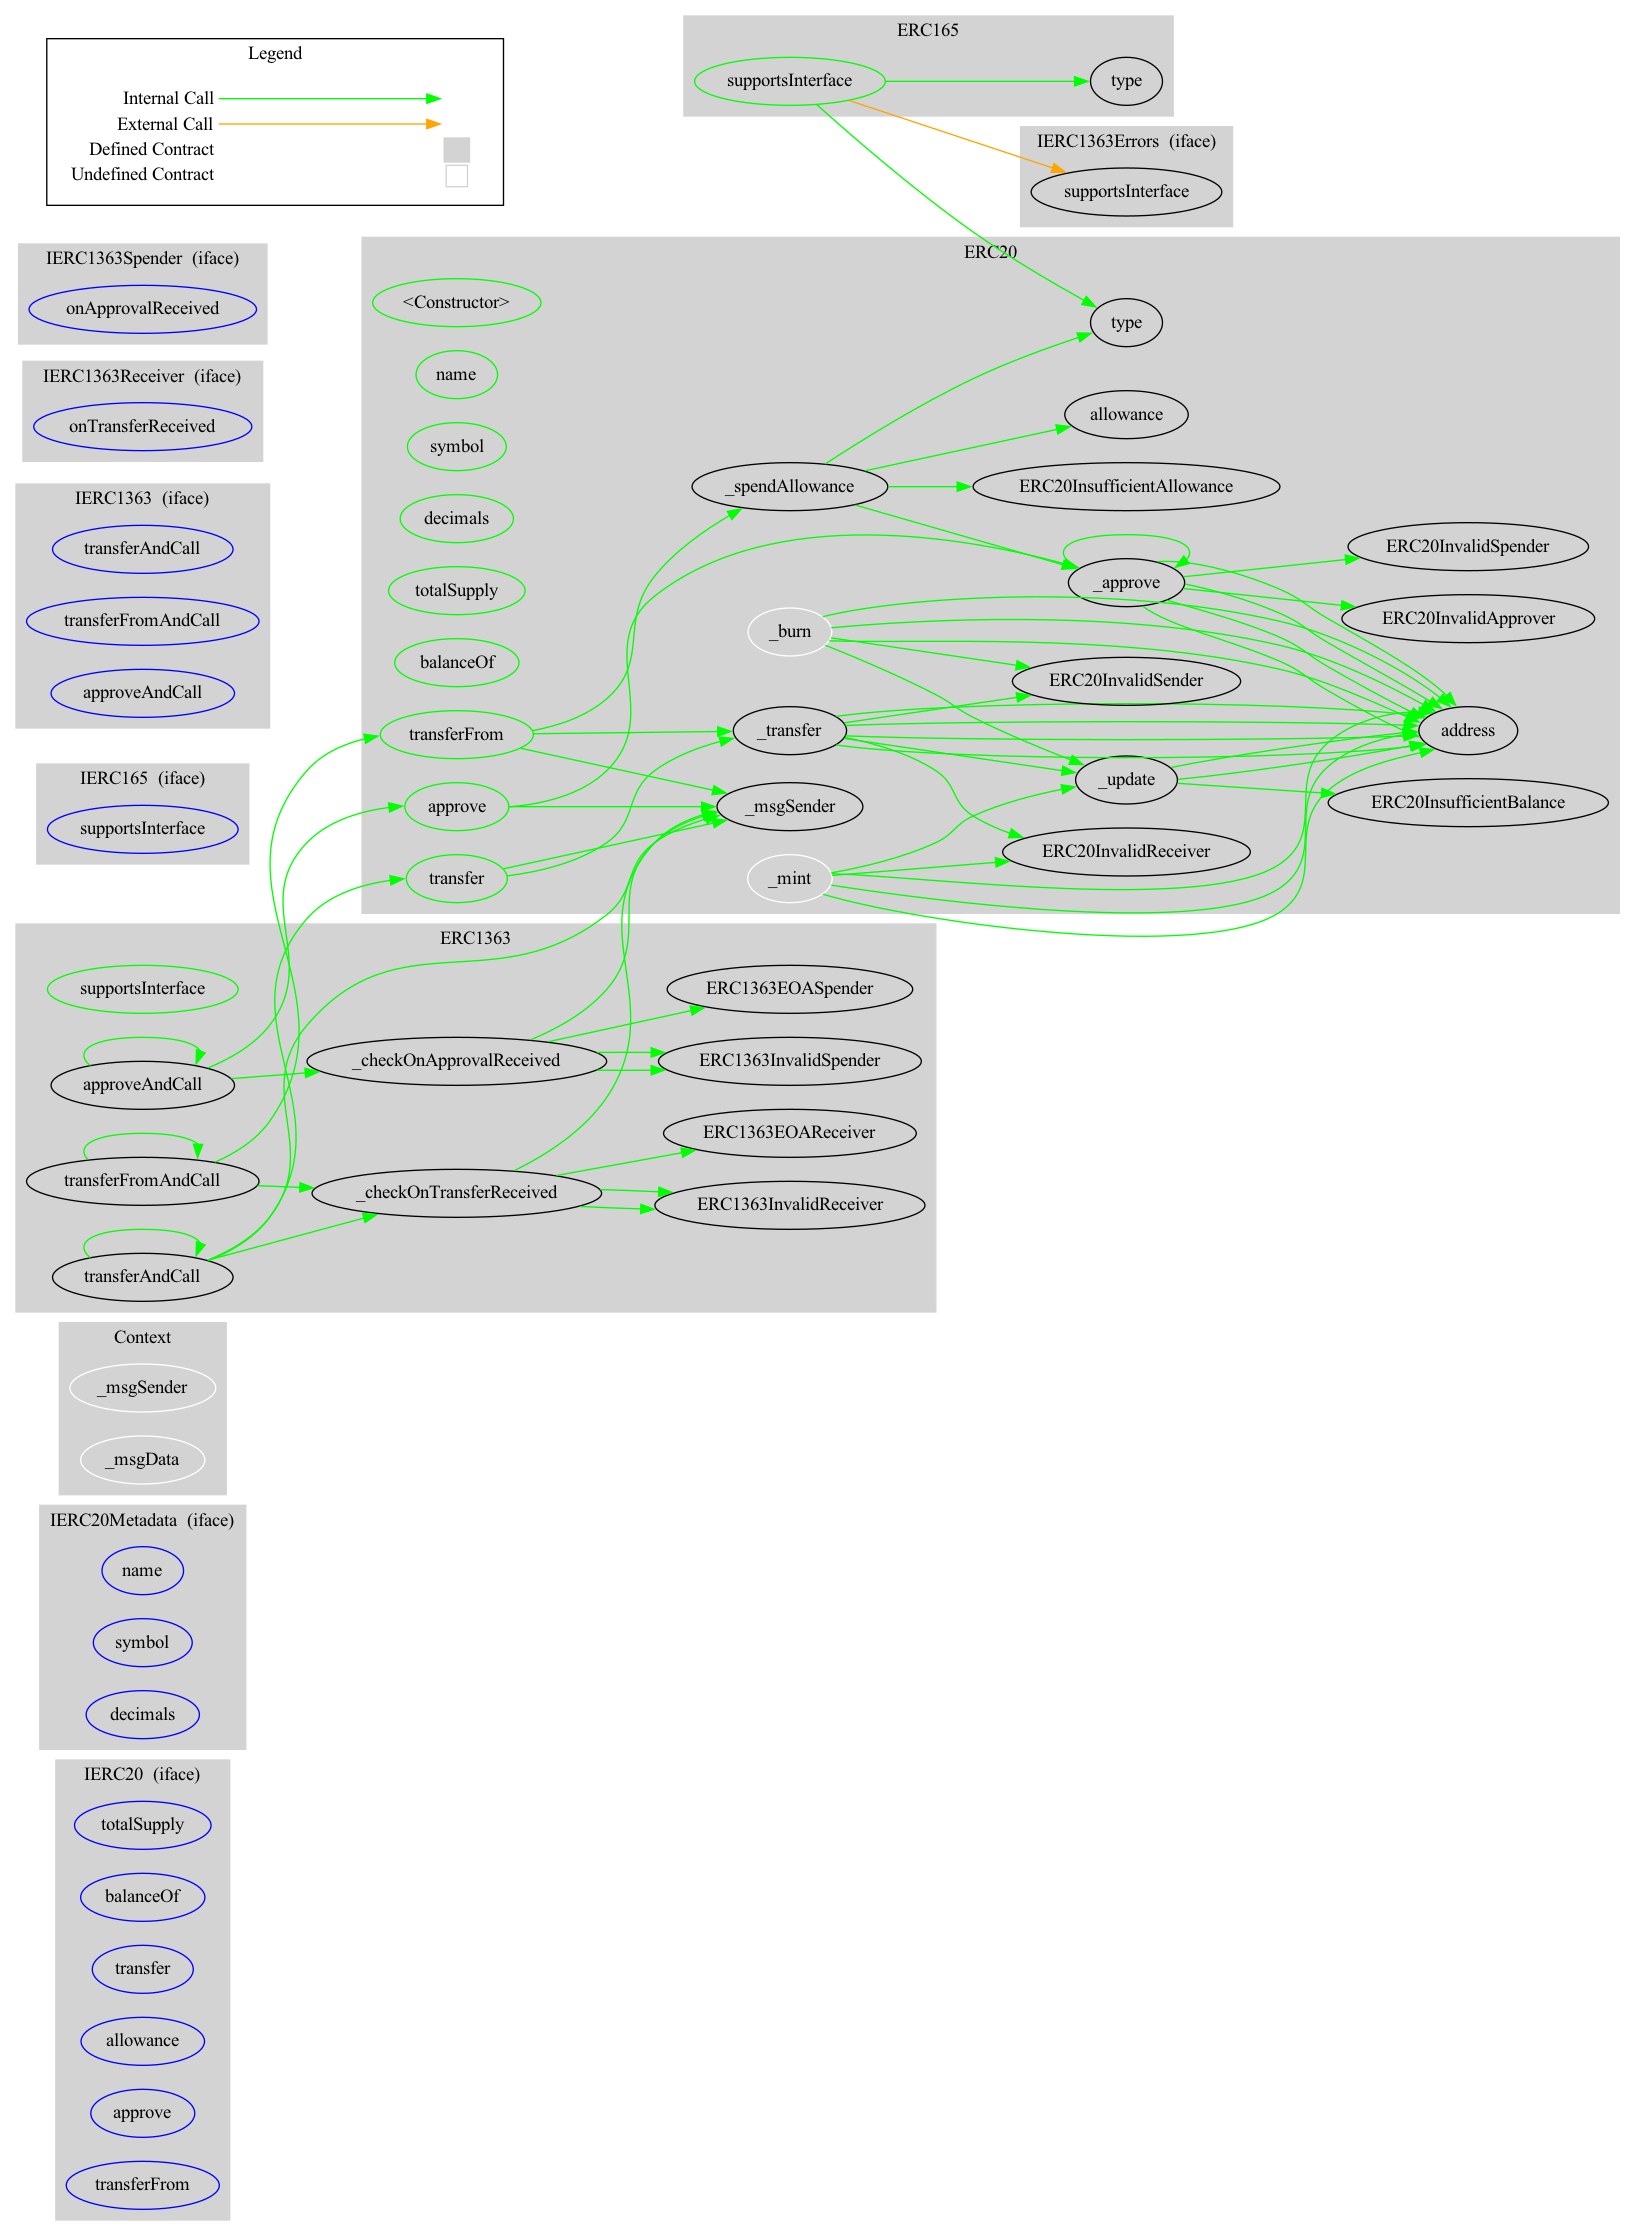 Legend
Internal Call
External Call
Defined Contract
Undefined Contract
ERC165
supportsInterface
type
IERC1363Errors (iface)
supportsInterface
IERC1363Spender (iface)
onApprovalReceived
IERC1363Receiver (iface)
onTransferReceived
IERC1363 (iface)
transferAndCall
transferFromAndCall
approveAndCall
IERC165 (iface)
supportsInterface
ERC20
<Constructor>
name
symbol
decimals
totalSupply
balanceOf
transferFrom
approve
transfer
_spendAllowance
_burn
_transfer
_msgSender
_mint
type
allowance
ERC20InsufficientAllowance
_approve
ERC20InvalidSender
_update
ERC20InvalidReceiver
ERC20InvalidSpender
ERC20InvalidApprover
address
ERC20InsufficientBalance
ERC1363
supportsInterface
approveAndCall
transferFromAndCall
transferAndCall
_checkOnApprovalReceived
_checkOnTransferReceived
ERC1363EOASpender
ERC1363InvalidSpender
ERC1363EOAReceiver
ERC1363InvalidReceiver
Context
_msgSender
_msgData
IERC20Metadata (iface)
name
symbol
decimals
IERC20 (iface)
totalSupply
balanceOf
transfer
allowance
approve
transferFrom